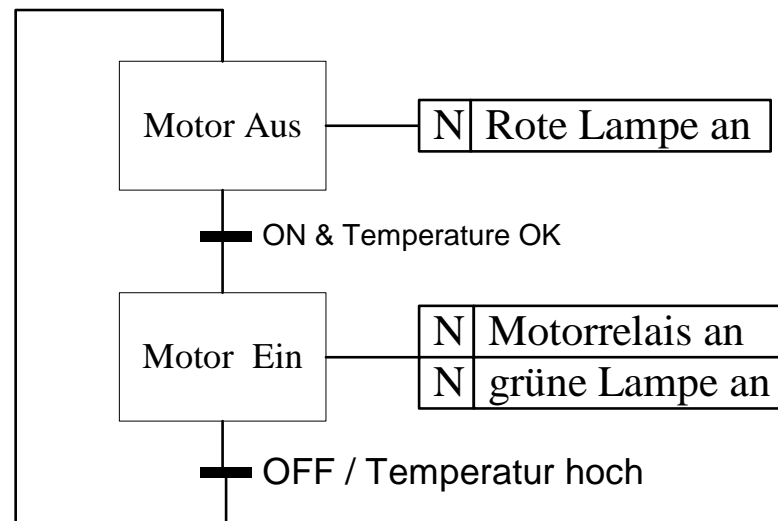 Motor Aus
N Rote Lampe an
ON & Temperature OK
Motor Ein
N Motorrelais an
N grüne Lampe an
OFF / Temperatur hoch